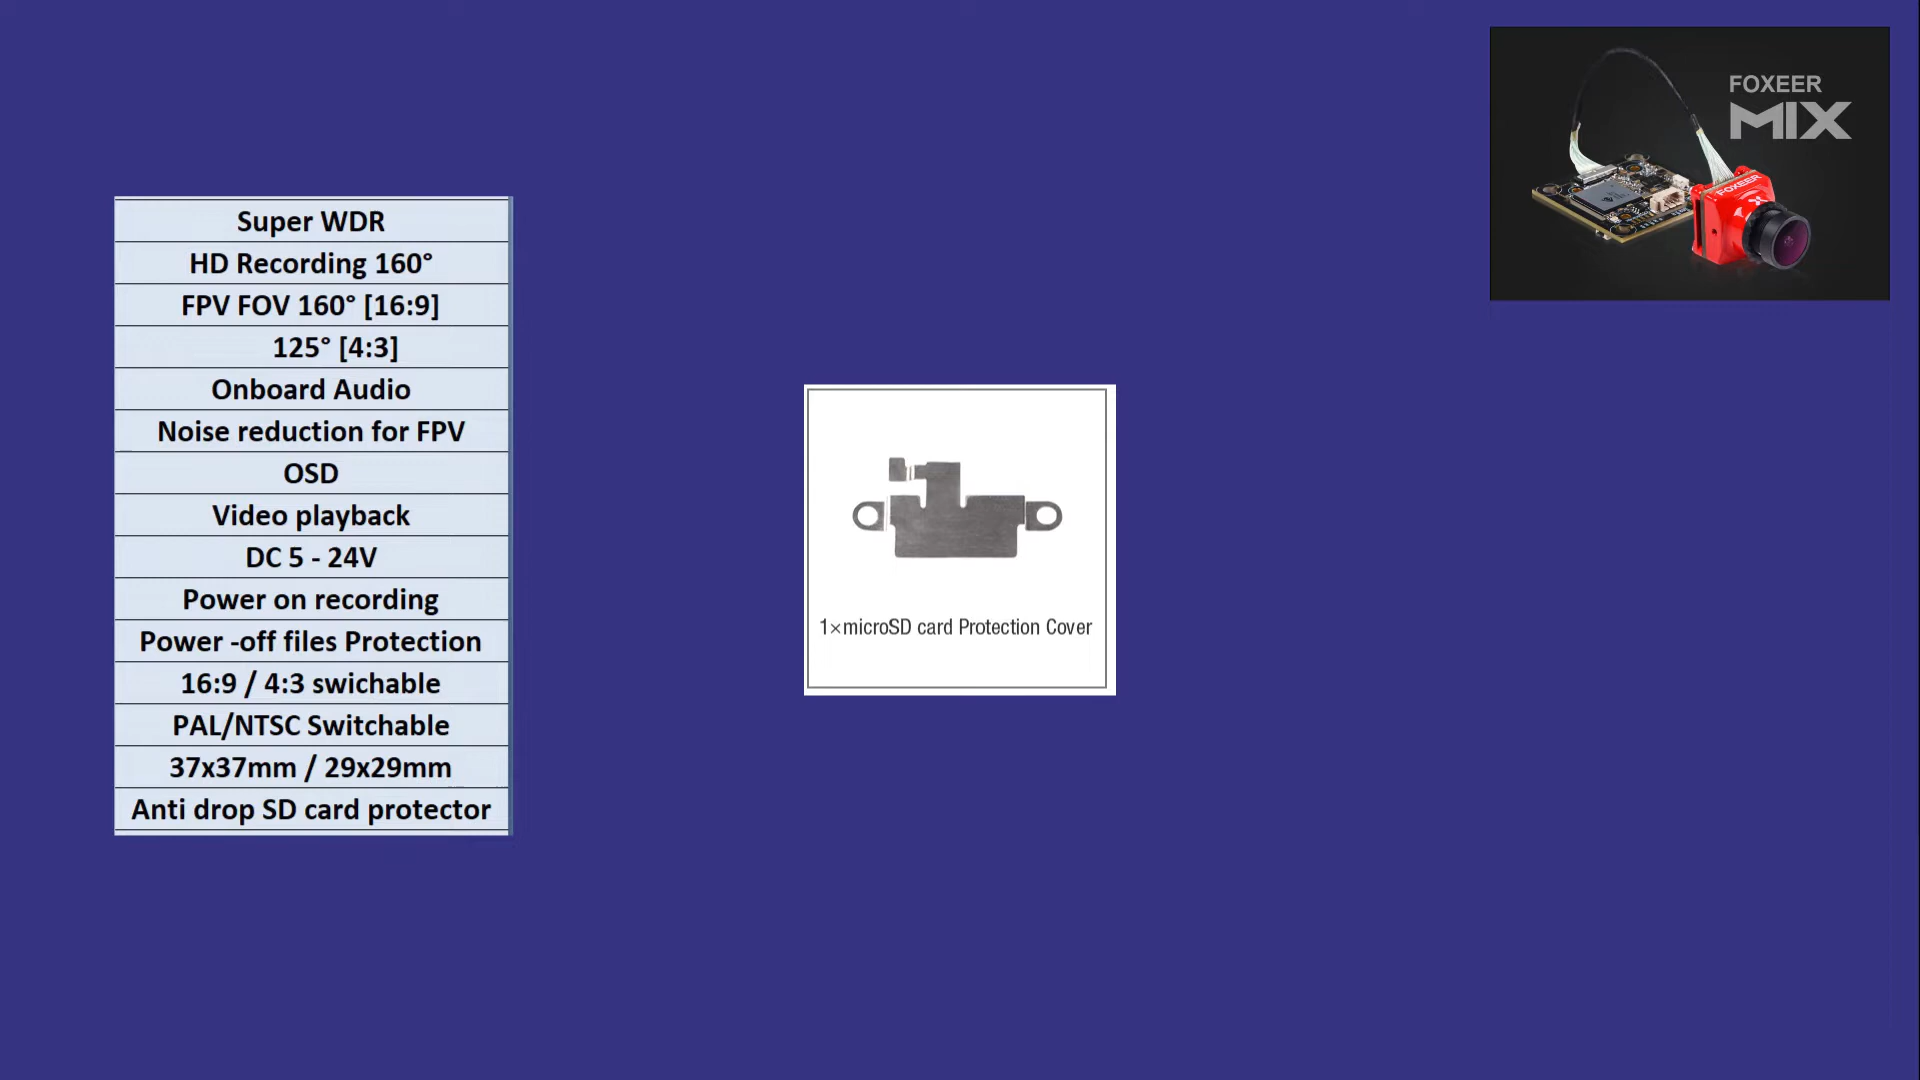 FOXEER
MIX
FOXEER
Super WDR
HD Recording 160°
FPV FOV 160° [16:9]
125° [4:3]
Onboard Audio
Noise reduction for FPV
OSD
Video playback
DC 5 - 24V
Power on recording
Power -off files Protection
16:9 / 4:3 swichable
PAL/NTSC Switchable
37x37mm / 29x29mm
Anti drop SD card protector
1×microSD card Protection Cover